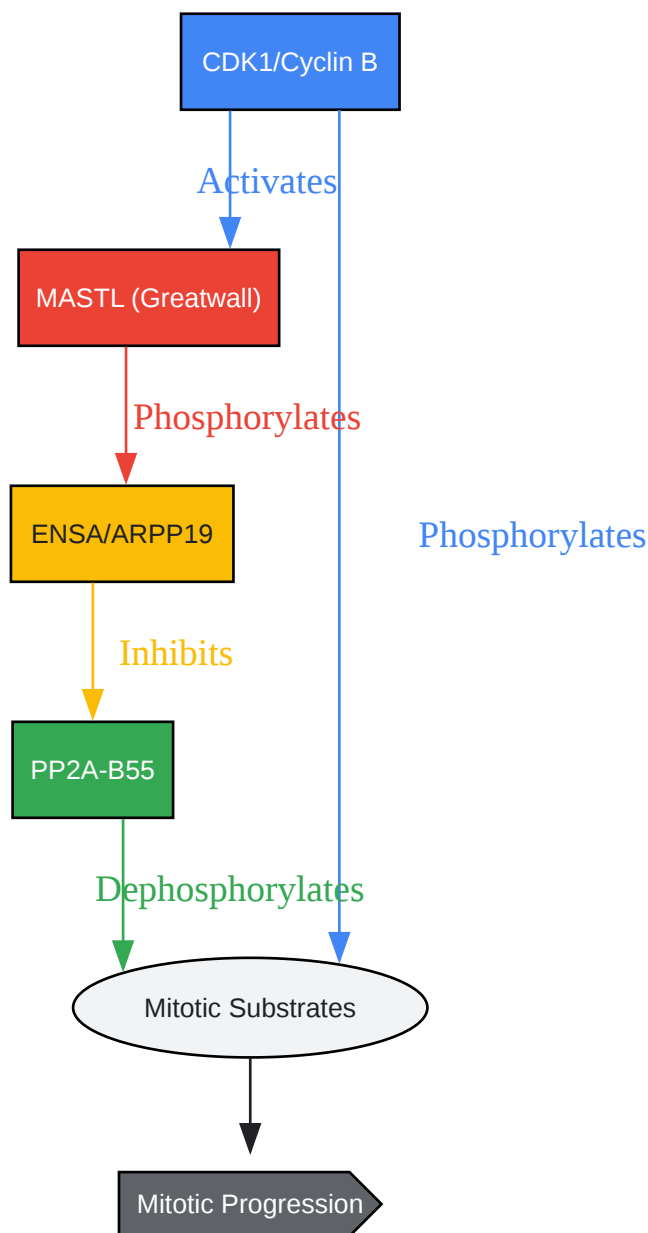 CDK1/Cyclin B
Activates
MASTL (Greatwall)
Phosphorylates
ENSA/ARPP19
Phosphorylates
Inhibits
PP2A-B55
Dephosphorylates
Mitotic Substrates
Mitotic Progression